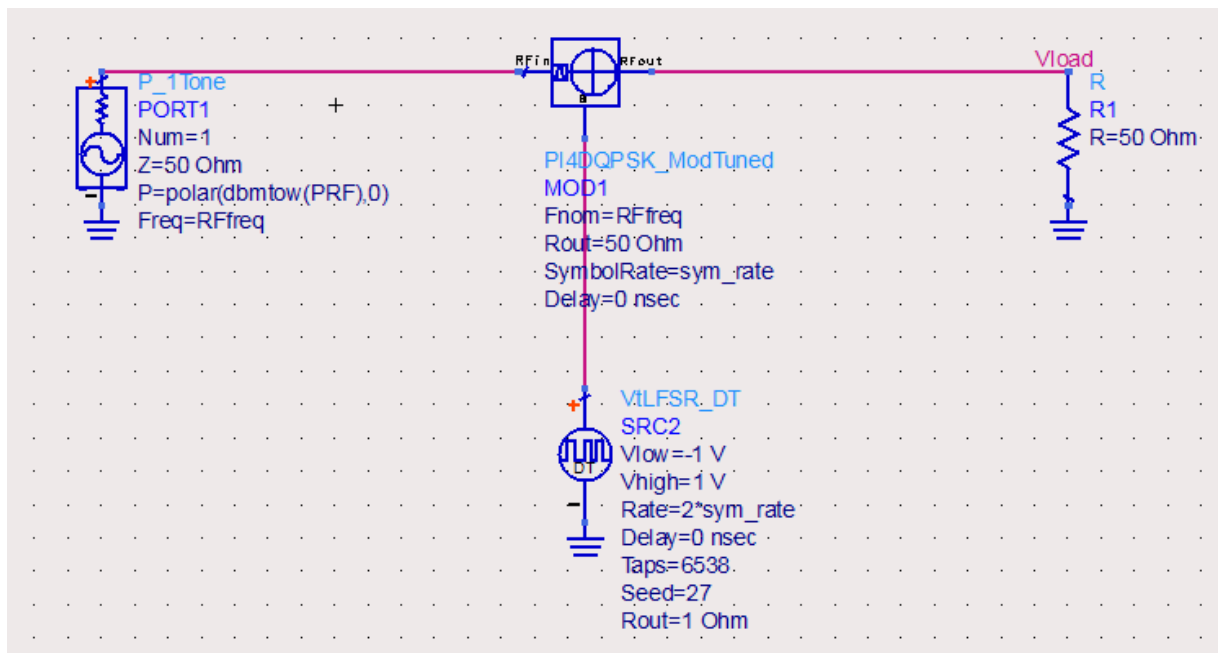 RFin
RFout
B
Vload
P_1Tone
PORT1
Num=1
Z=50 Ohm
P=polar(dbmtow(PRF),0)
Freq=RFfreq
PI4DQPSK_ModTuned
MOD1
Fnom=RFfreq
Rout=50 Ohm
SymbolRate=sym_rate
Delay=0 nsec
R
R1
R=50 Ohm
VtLFSR_DT
SRC2
Vlow=-1 V
Vhigh=1 V
Rate=2*sym_rate
Delay=0 nsec
Taps=6538
Seed=27
Rout=1 Ohm
DT